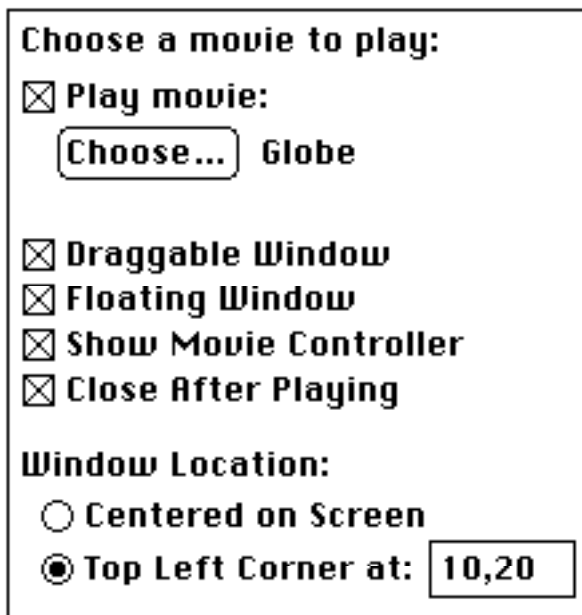 Choose a movie to play:
Play movie:
Choose... Globe
Draggable Window
Floating Window
Show Movie Controller
Close After Playing
Window Location:
Centered on Screen
Top Left Corner at: 10,20